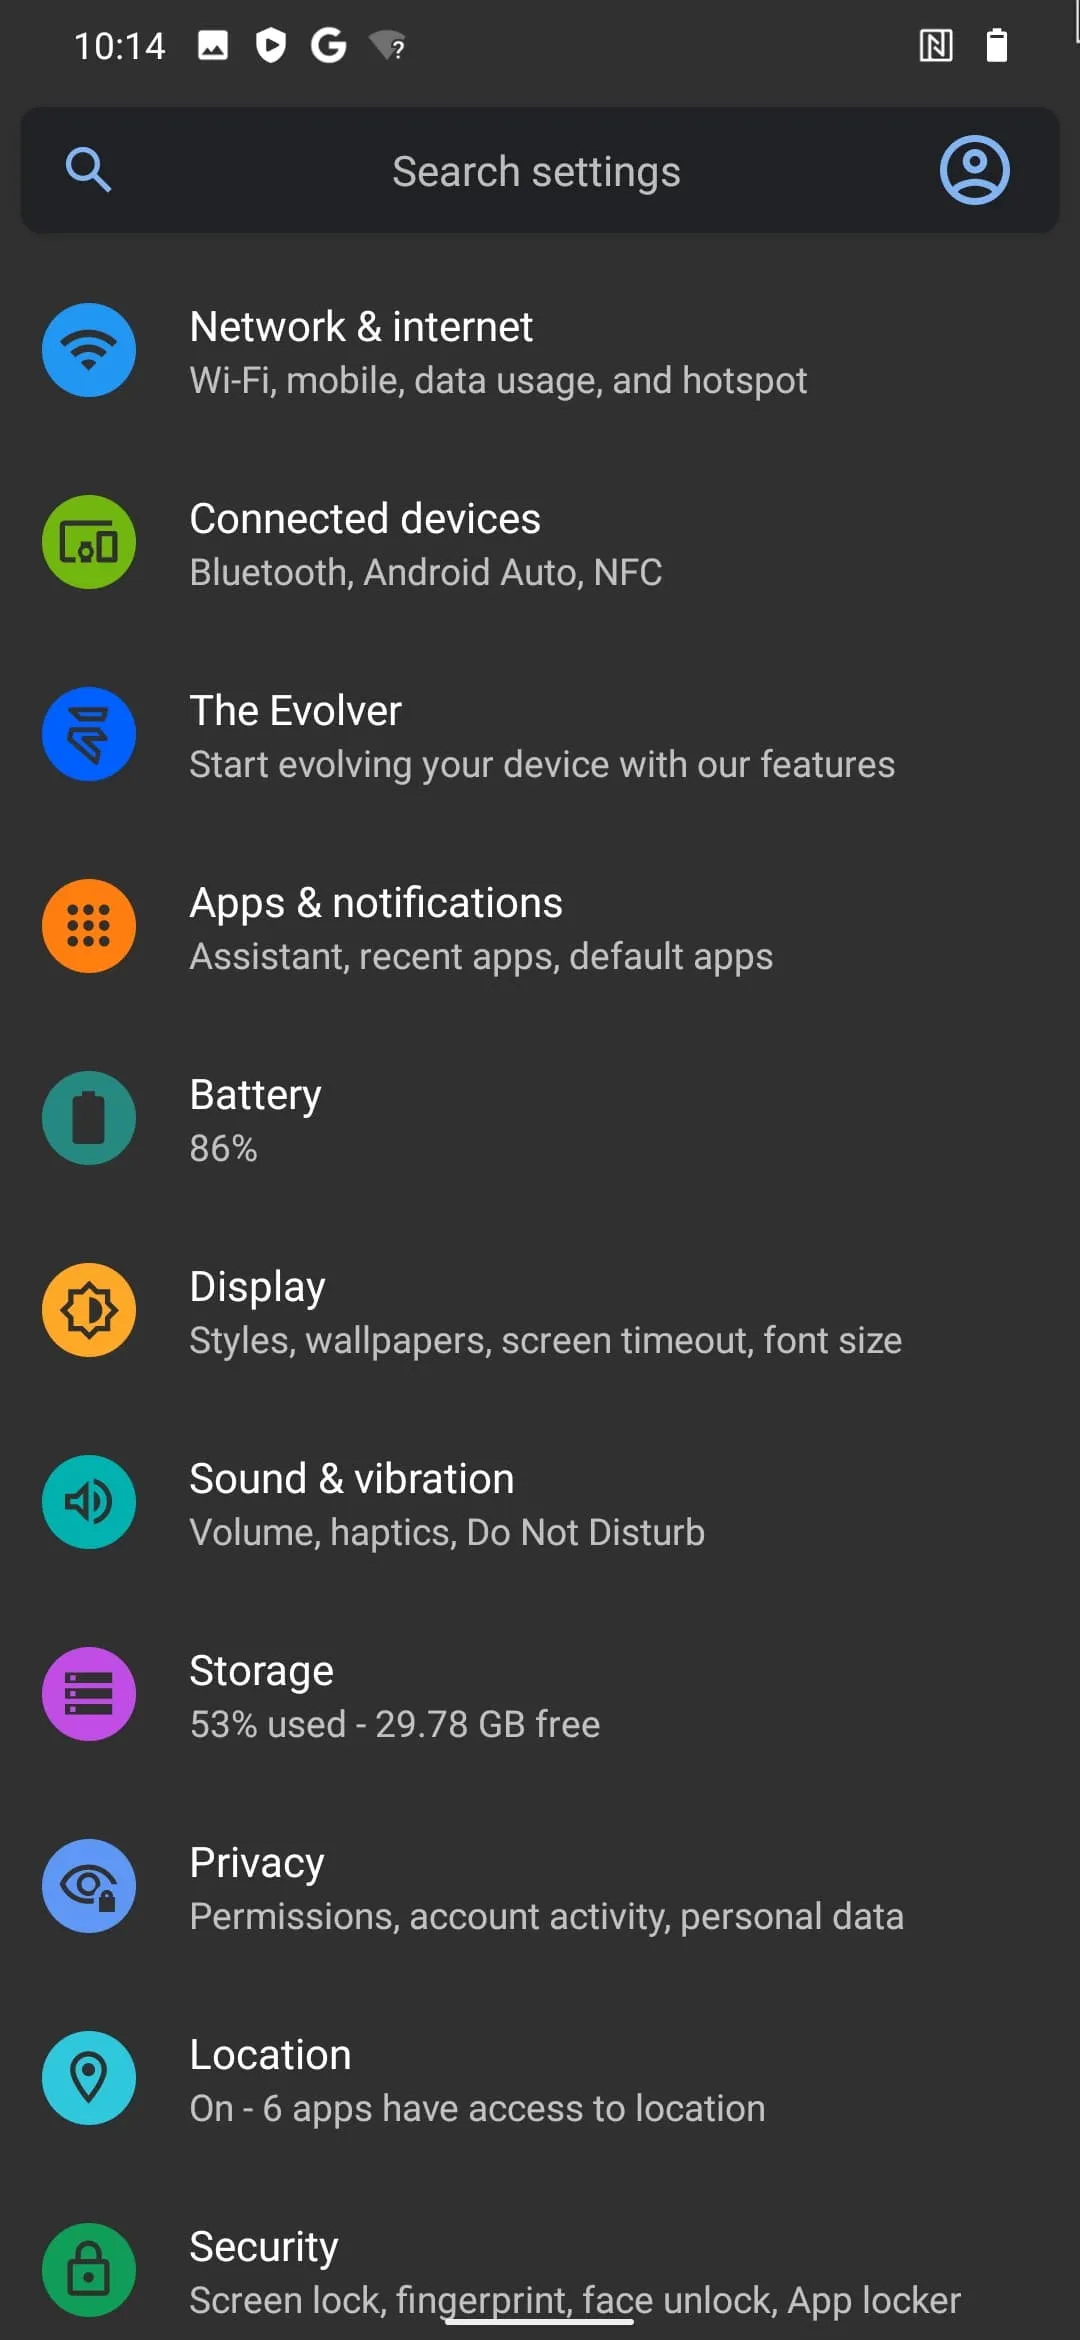 10:14
Search settings
Network & internet
Wi-Fi, mobile, data usage, and hotspot
Connected devices
Bluetooth, Android Auto, NFC
The Evolver
Start evolving your device with our features
Apps & notifications
Assistant, recent apps, default apps
Battery
86%
Display
Styles, wallpapers, screen timeout, font size
Sound & vibration
Volume, haptics, Do Not Disturb
Storage
53% used - 29.78 GB free
Privacy
Permissions, account activity, personal data
Location
On - 6 apps have access to location
Security
Screen lock, fingerprint, face unlock, App locker